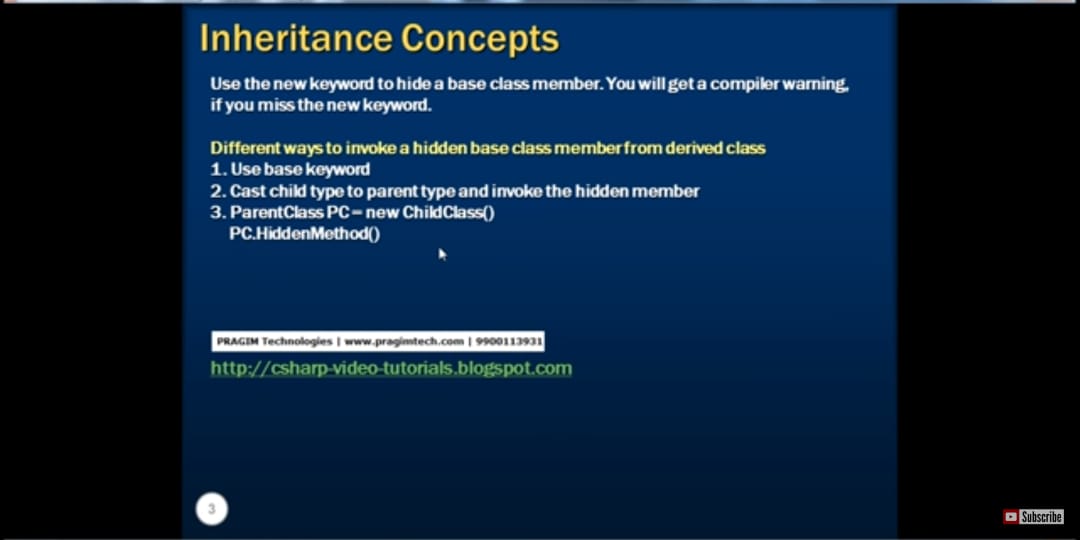 Inheritance Concepts
Use the new keyword to hide a base class member. You will get a compiler warning,
if you miss the new keyword.
Different ways to invoke a hidden base class member from derived class
1. Use base keyword
2. Cast child type to parent type and invoke the hidden member
3. ParentClass PC = new ChildClass()
PC.HiddenMethod()
PRAGIM Technologies | www.pragimtech.com | 9900113931
http://csharp-video-tutorials.blogspot.com
3
Subscribe